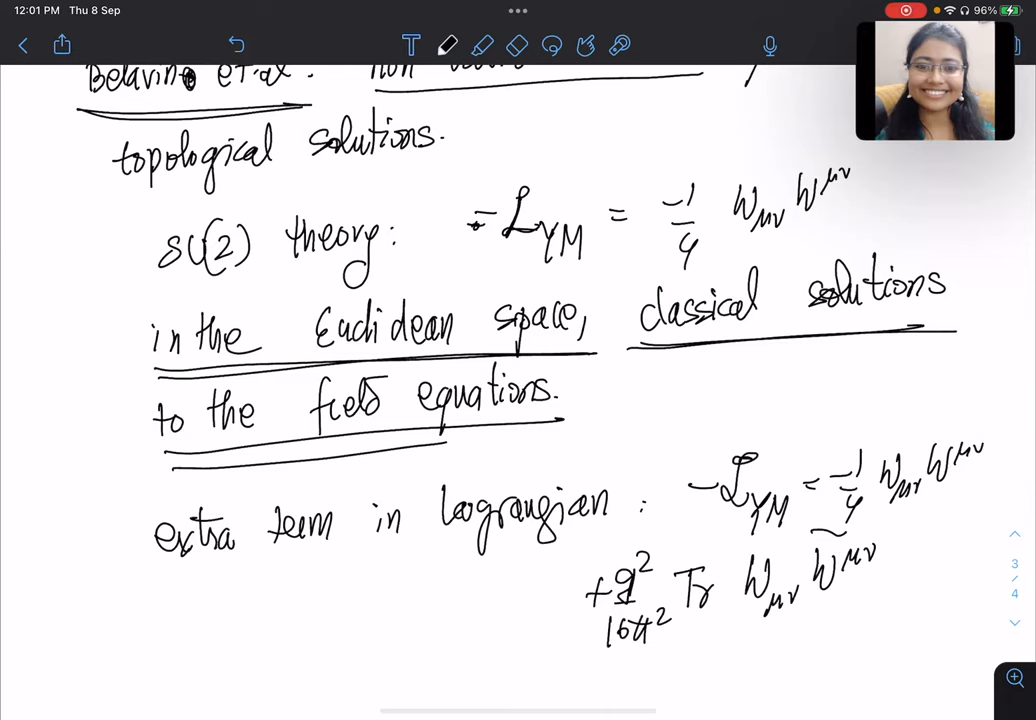 12:01 PM Thu 8 Sep
96%
Belavin et.al. non
topological solutions.
SU(2) theory: -ℒ_YM = -1/4 W_μν W^μν
in the Euclidean space, classical solutions
to the field equations.
extra term in Lagrangian : -ℒ_YM = -1/4 W_μν W^μν
+g²/16π² Tr W_μν W̃^μν
3
/
4